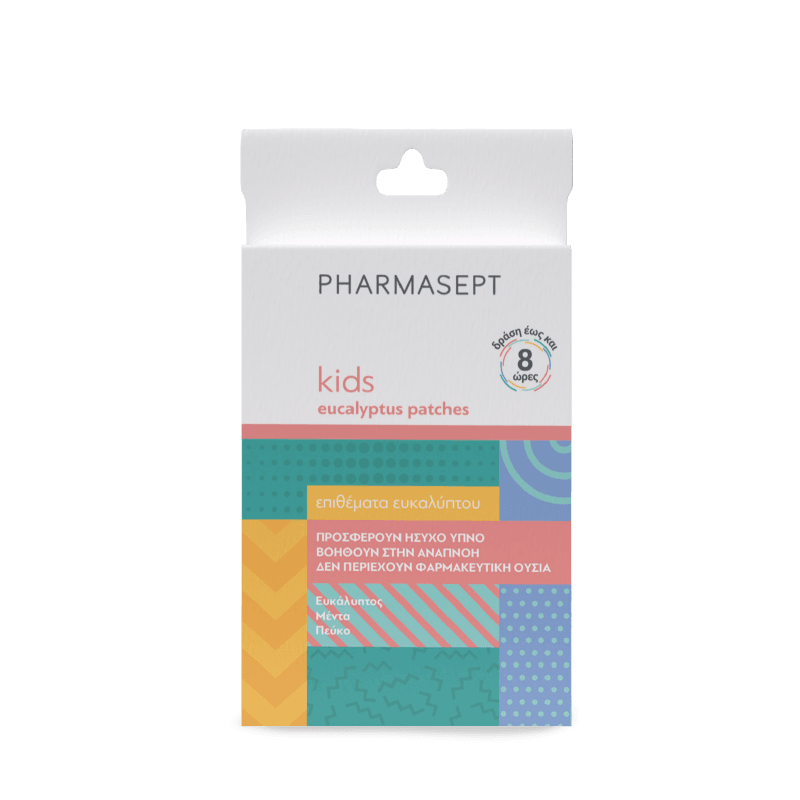 PHARMASEPT
δράση έως και
8
ώρες
kids
eucalyptus patches
επιθέματα ευκαλύπτου
ΠΡΟΣΦΕΡΟΥΝ ΗΣΥΧΟ ΥΠΝΟ
ΒΟΗΘΟΥΝ ΣΤΗΝ ΑΝΑΠΝΟΗ
ΔΕΝ ΠΕΡΙΕΧΟΥΝ ΦΑΡΜΑΚΕΥΤΙΚΗ ΟΥΣΙΑ
Ευκάλυπτος
Μέντα
Πεύκο